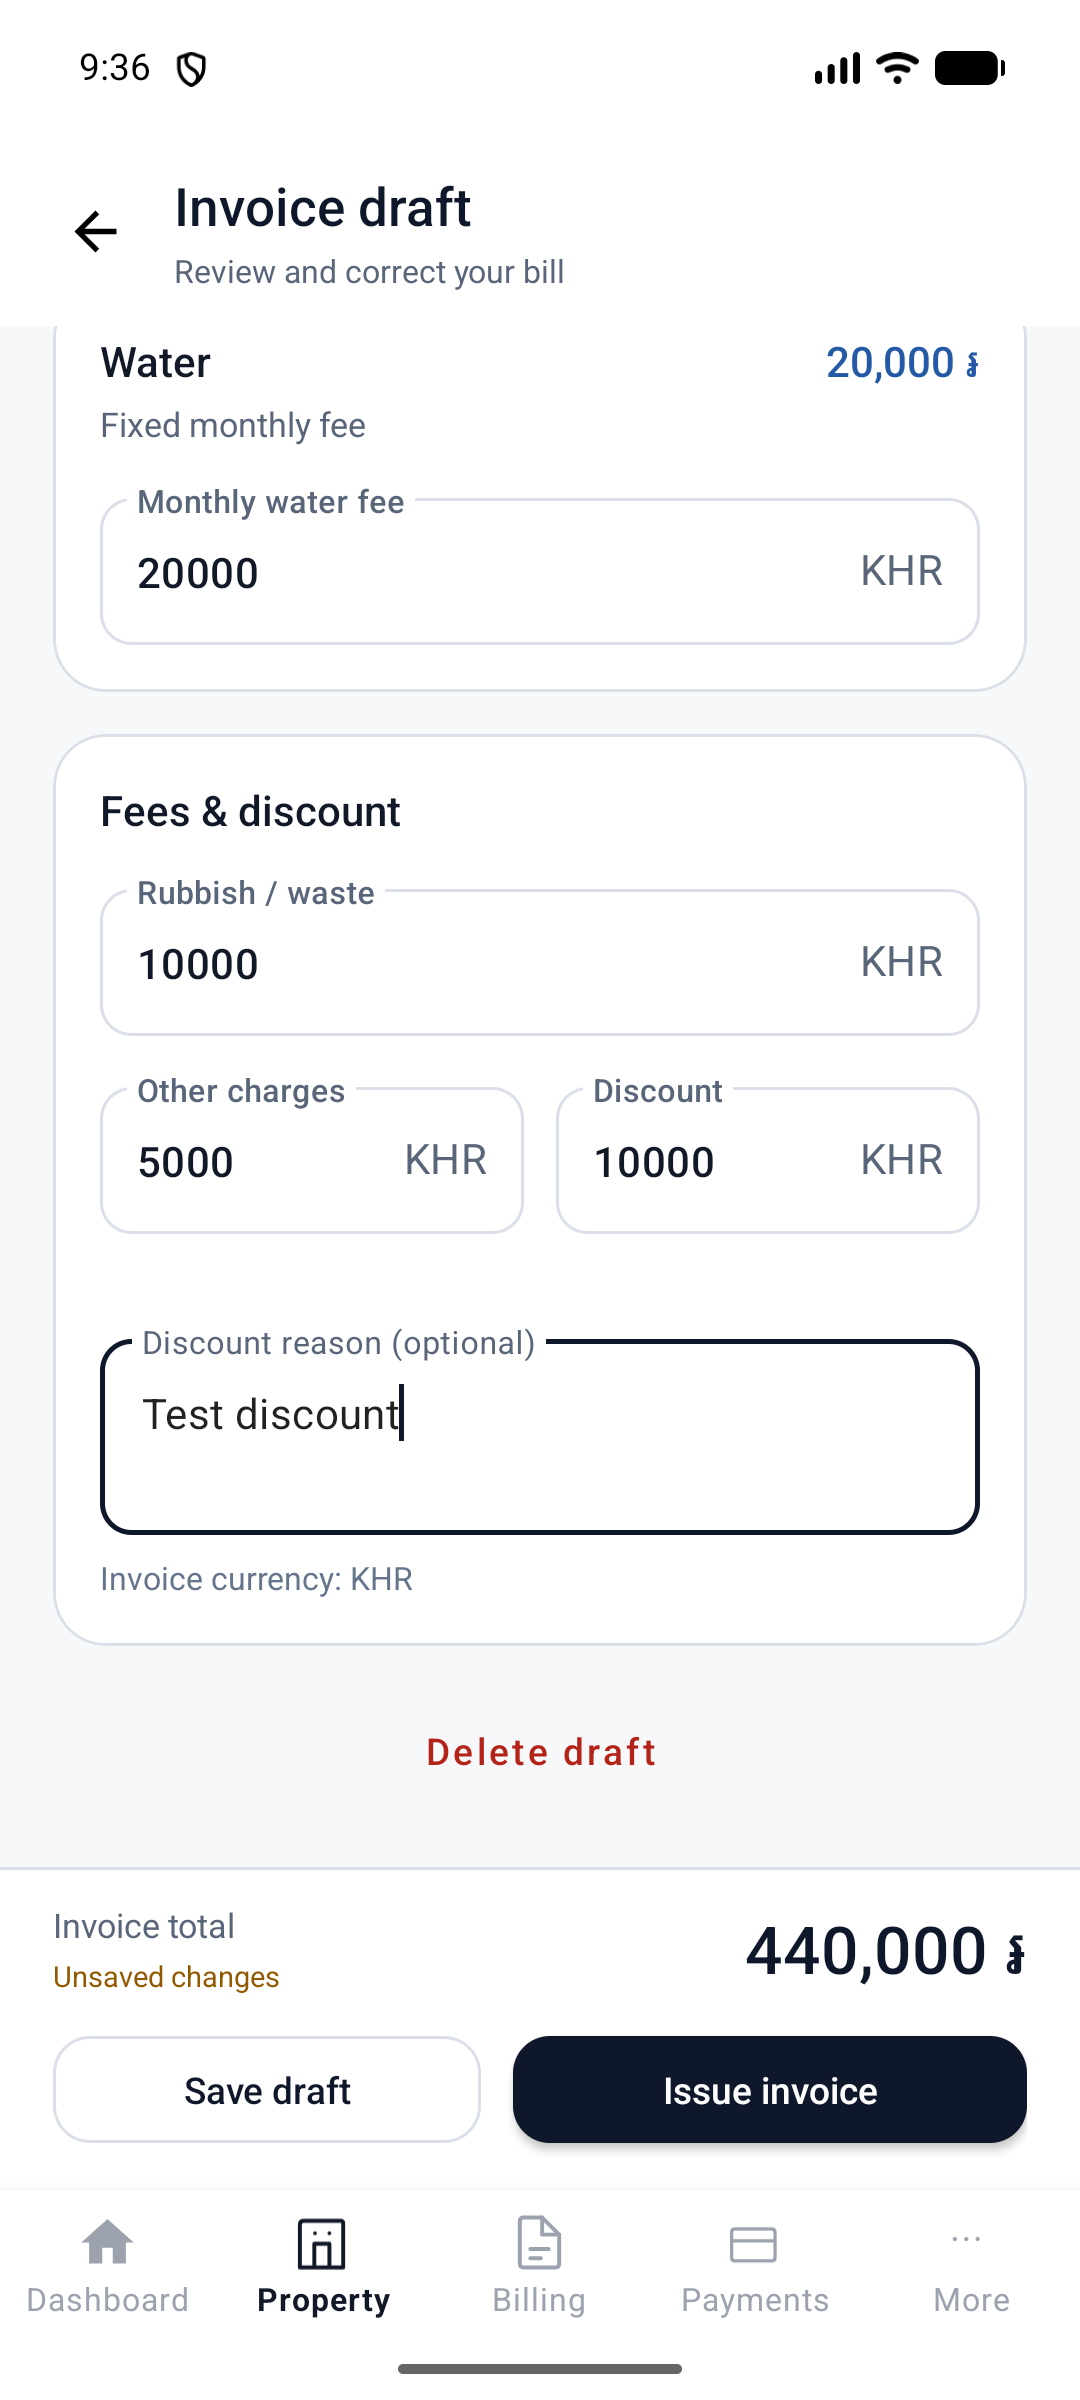 9:36
Invoice draft
Review and correct your bill
Water
20,000 ៛
Fixed monthly fee
Monthly water fee
20000 KHR
Fees & discount
Rubbish / waste
10000 KHR
Other charges Discount
5000 KHR 10000 KHR
Discount reason (optional)
Test discount
Invoice currency: KHR
Delete draft
Invoice total
440,000 ៛
Unsaved changes
Save draft Issue invoice
Dashboard Property Billing Payments More